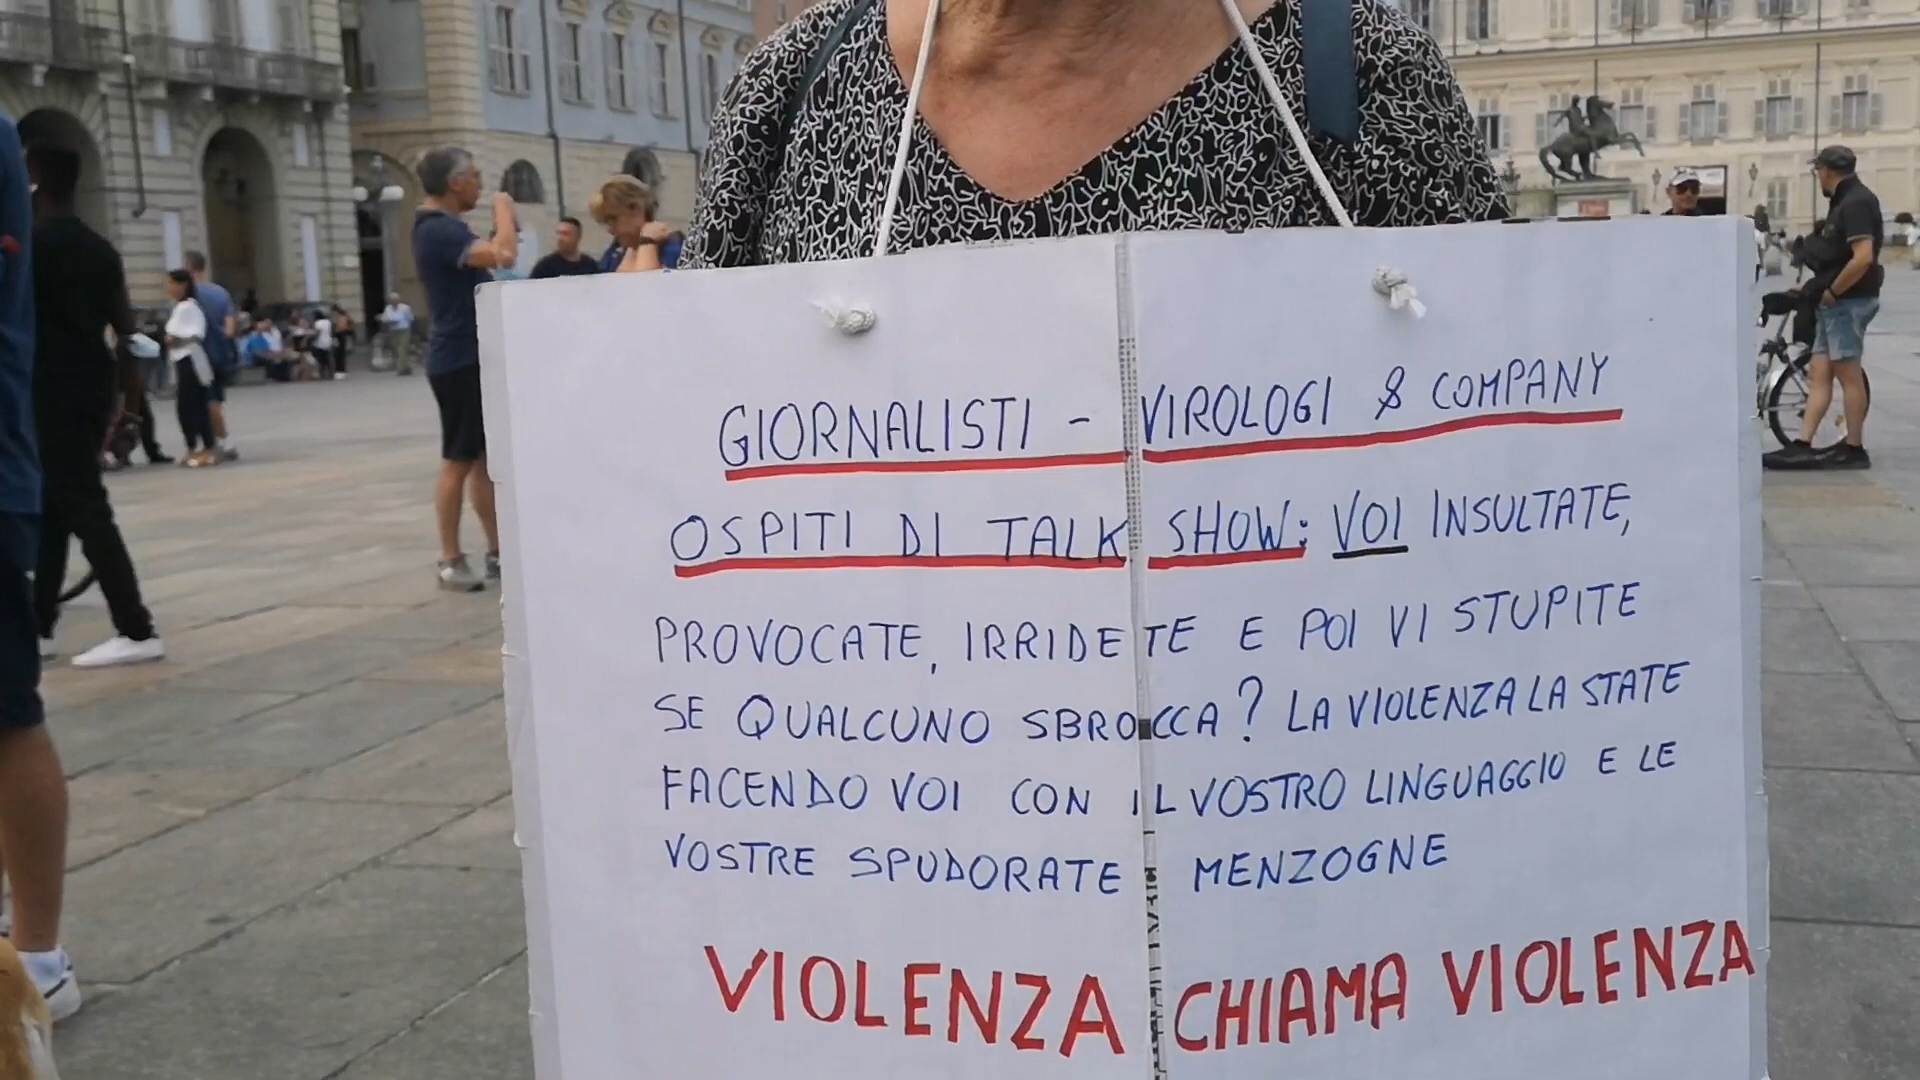 GIORNALISTI - VIROLOGI & COMPANY
OSPITI DI TALK SHOW: VOI INSULTATE,
PROVOCATE, IRRIDETE E POI VI STUPITE
SE QUALCUNO SBROCCA? LA VIOLENZA LA STATE
FACENDO VOI CON IL VOSTRO LINGUAGGIO E LE
VOSTRE SPUDORATE MENZOGNE
VIOLENZA CHIAMA VIOLENZA